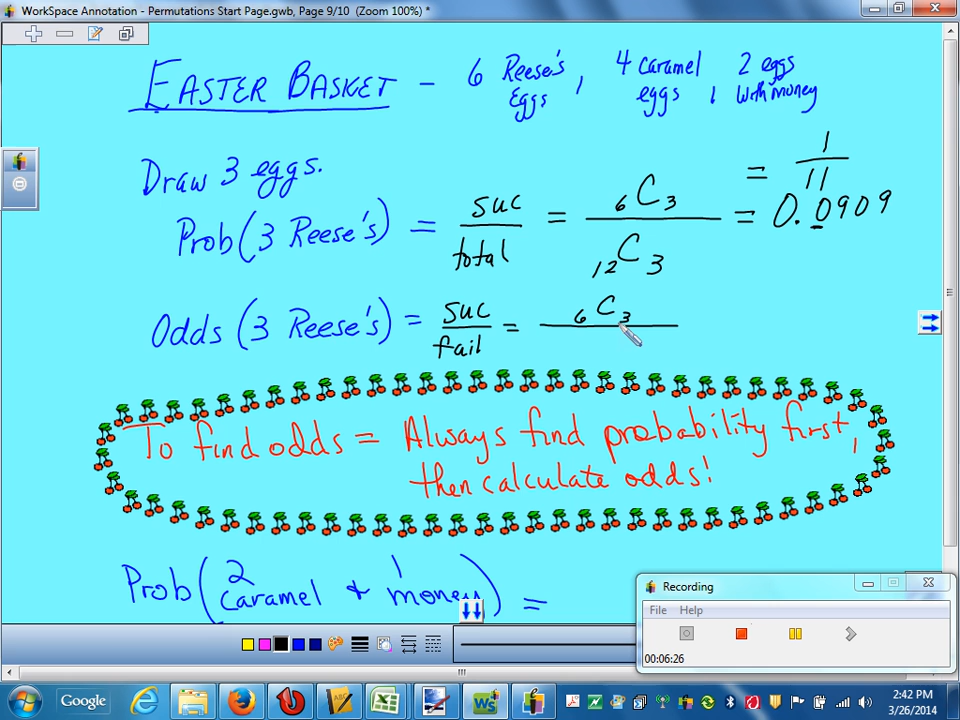 WorkSpace Annotation - Permutations Start Page.gwb, Page 9/10 (Zoom 100%) *
EASTER BASKET - 6 Reese's Eggs, 4 caramel eggs, 2 eggs with money
Draw 3 eggs.
Prob(3 Reese's) = suc/total = 6C3/12C3 = 1/11 = 0.0909
Odds (3 Reese's) = suc/fail = 6C3
To find odds = Always find probability first,
then calculate odds!
Prob(2 caramel + 1 money) =
Recording
File Help
00:06:26
Google
2:42 PM
3/26/2014